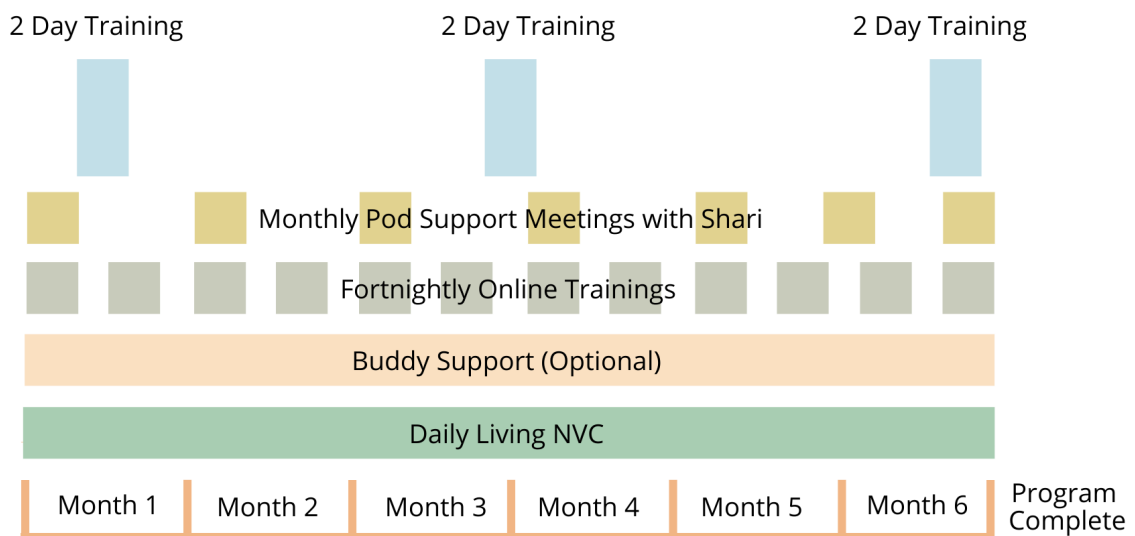 2 Day Training
2 Day Training
2 Day Training
Monthly Pod Support Meetings with Shari
Fortnightly Online Trainings
Buddy Support (Optional)
Daily Living NVC
Month 1
Month 2
Month 3
Month 4
Month 5
Month 6
Program
Complete